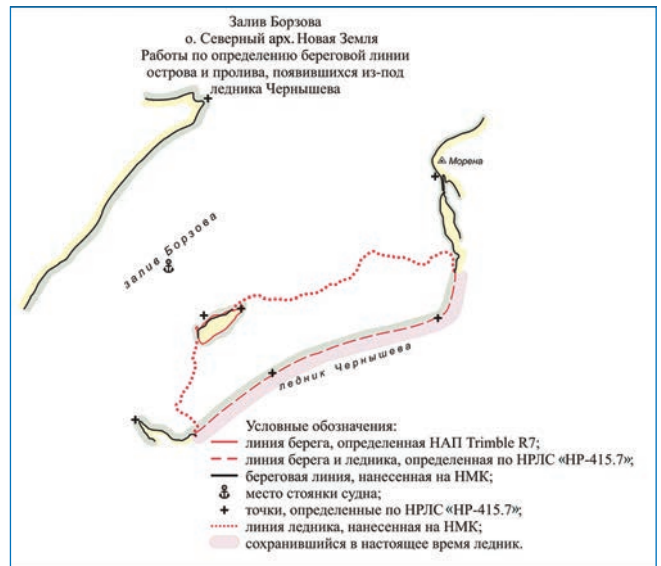 Залив Борзова
о. Северный арх. Новая Земля
Работы по определению береговой линии
острова и пролива, появившихся из-под
ледника Чернышева
Морена
залив Борзова
ледник Чернышева
Условные обозначения:
линия берега, определенная НАП Trimble R7;
линия берега и ледника, определенная по НРЛС «НР-415.7»;
береговая линия, нанесенная на НМК;
место стоянки судна;
точки, определенные по НРЛС «НР-415.7»;
линия ледника, нанесенная на НМК;
сохранившийся в настоящее время ледник.